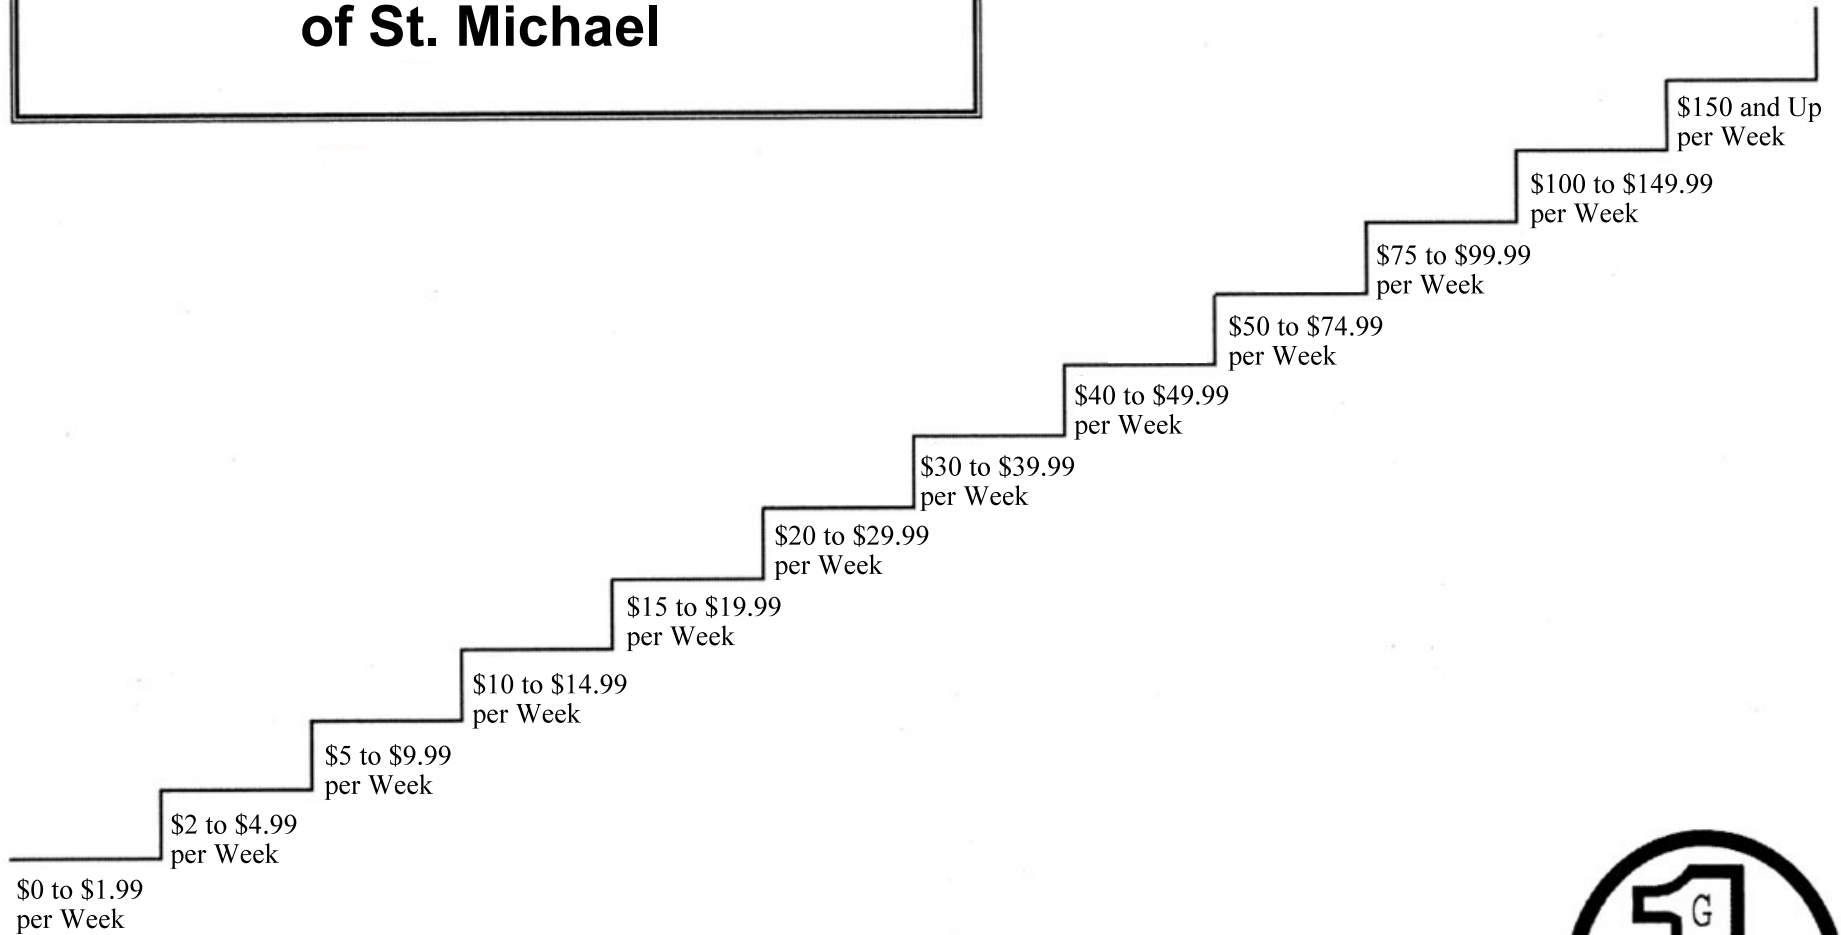 of St. Michael
$150 and Up
per Week
$100 to $149.99
per Week
$75 to $99.99
per Week
$50 to $74.99
per Week
$40 to $49.99
per Week
$30 to $39.99
per Week
$20 to $29.99
per Week
$15 to $19.99
per Week
$10 to $14.99
per Week
$5 to $9.99
per Week
$2 to $4.99
per Week
$0 to $1.99
per Week
1
G